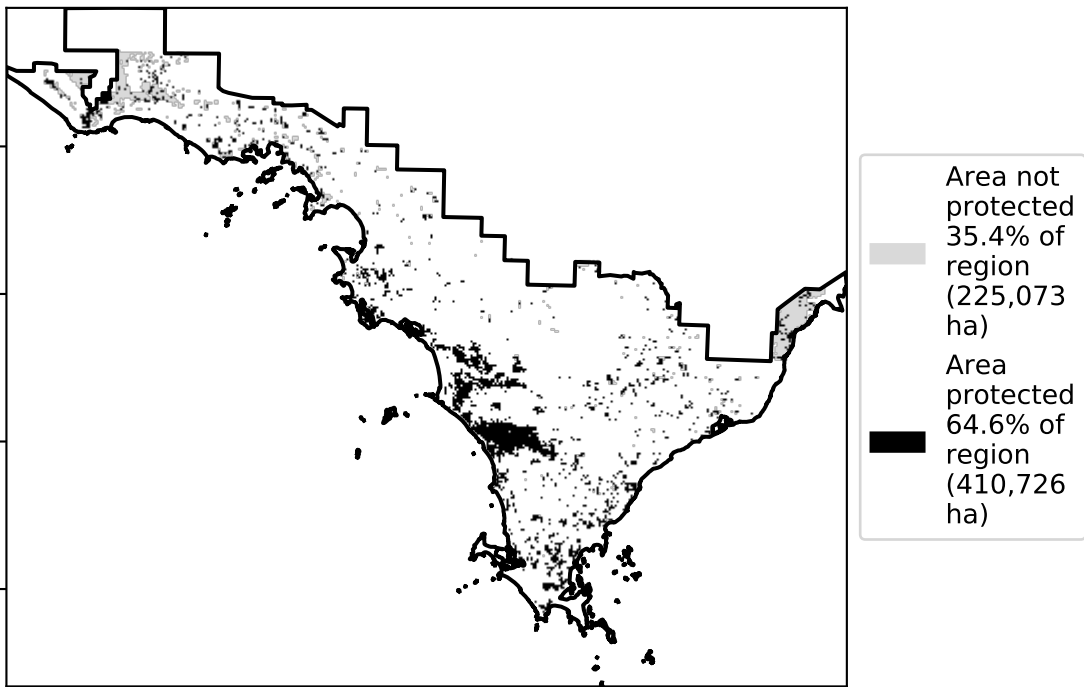 Area not
protected
35.4% of
region
(225,073
ha)
Area
protected
64.6% of
region
(410,726
ha)